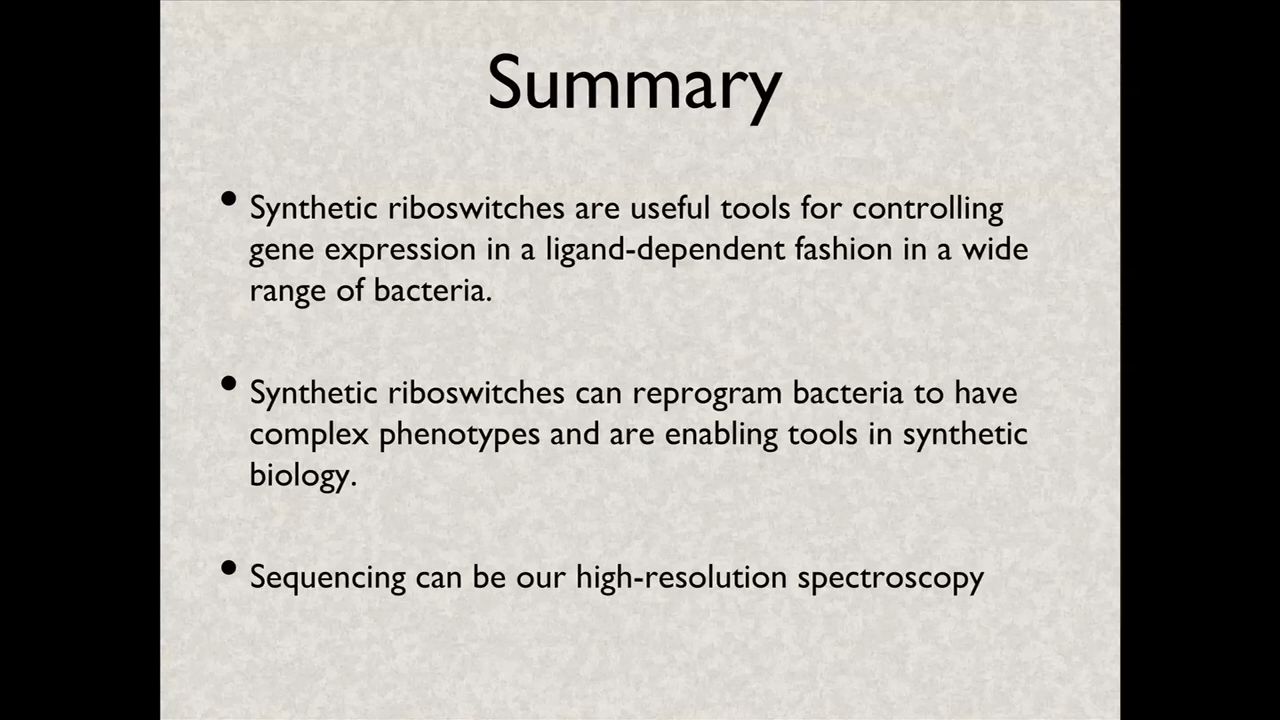 Summary
• Synthetic riboswitches are useful tools for controlling
gene expression in a ligand-dependent fashion in a wide
range of bacteria.
• Synthetic riboswitches can reprogram bacteria to have
complex phenotypes and are enabling tools in synthetic
biology.
• Sequencing can be our high-resolution spectroscopy